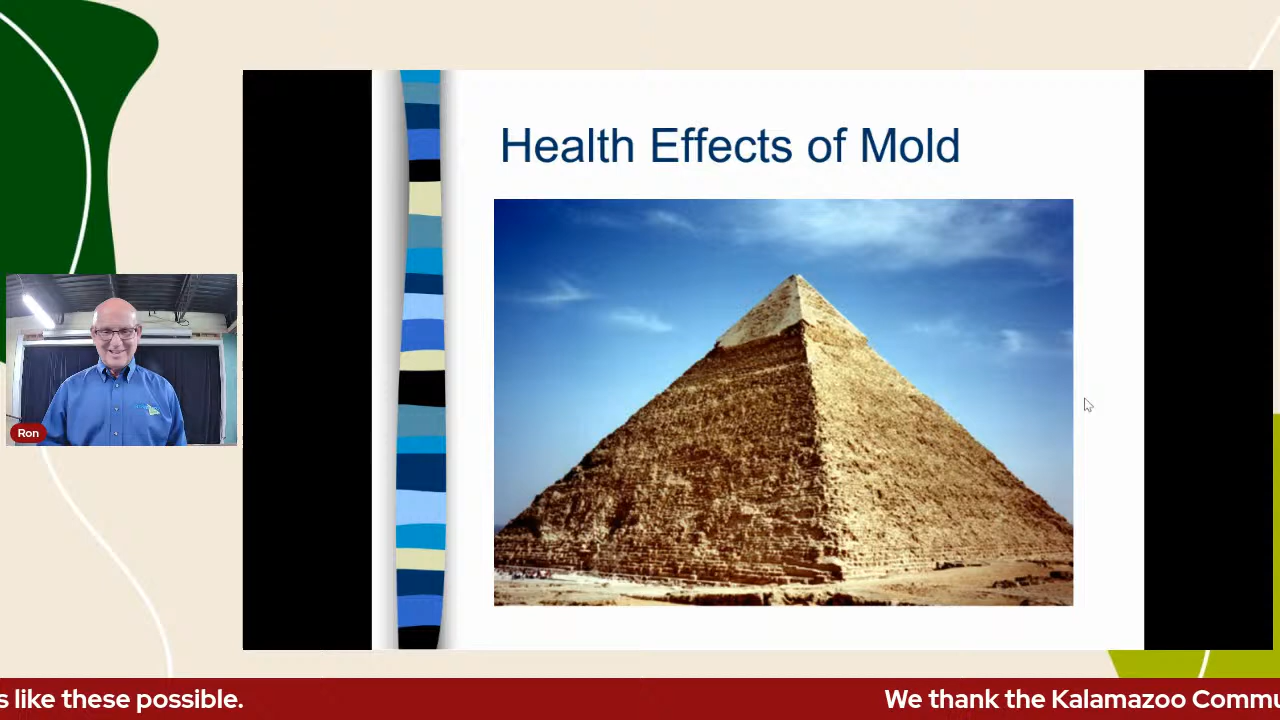 Health Effects of Mold
Ron
s like these possible.
We thank the Kalamazoo Commu